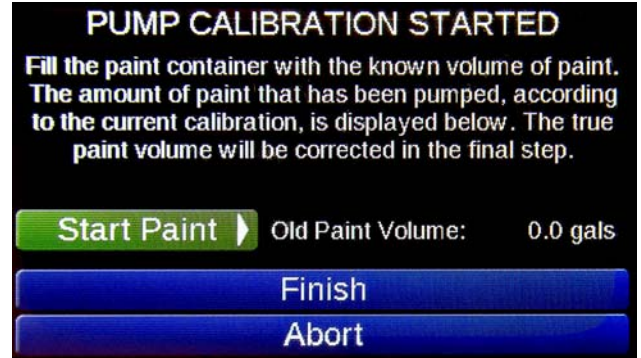 PUMP CALIBRATION STARTED
Fill the paint container with the known volume of paint.
The amount of paint that has been pumped, according
to the current calibration, is displayed below. The true
paint volume will be corrected in the final step.
Start Paint Old Paint Volume: 0.0 gals
Finish
Abort